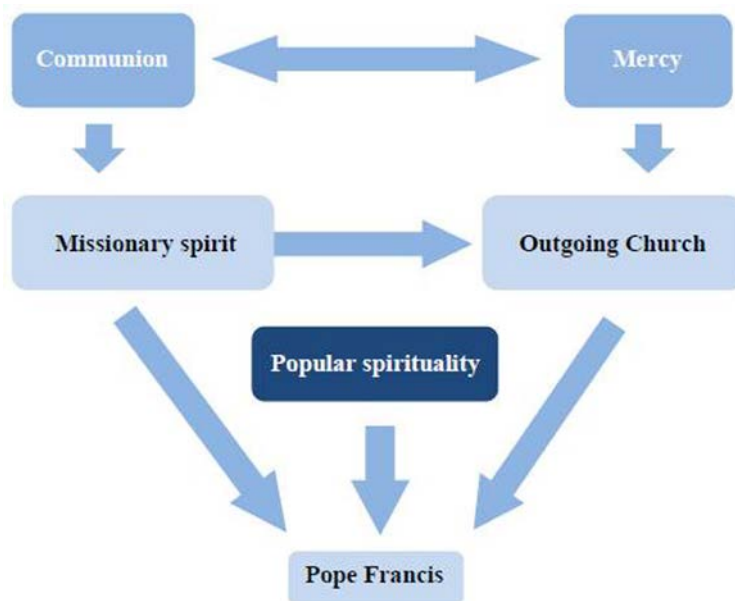 Communion
Mercy
Missionary spirit
Outgoing Church
Popular spirituality
Pope Francis